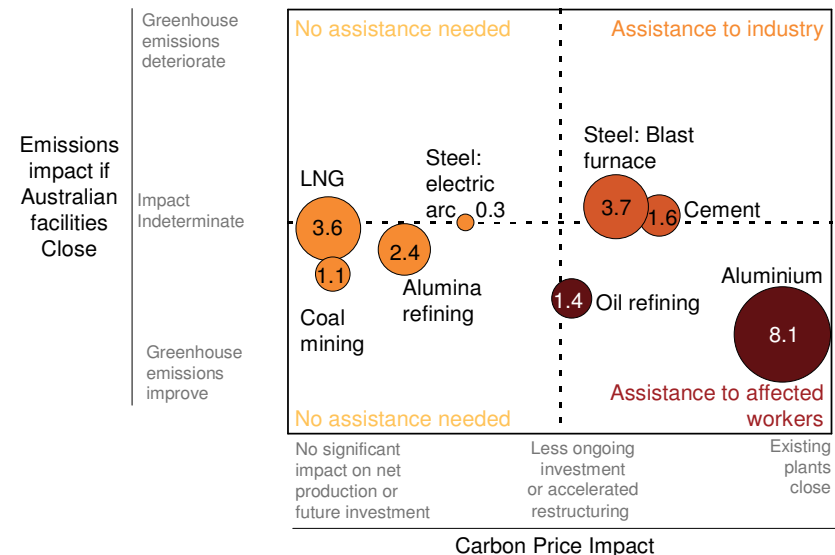 Greenhouse
emissions
deteriorate
No assistance needed
Assistance to industry
Emissions
impact if
Australian
facilities
Close
Impact
Indeterminate
Greenhouse
emissions
improve
LNG
3.6
1.1
Coal
mining
2.4
Alumina
refining
Steel:
electric
arc
0.3
Steel: Blast
furnace
3.7
1.6
Cement
1.4
Oil refining
Aluminium
8.1
No assistance needed
Assistance to affected
workers
No significant
impact on net
production or
future investment
Less ongoing
investment
or accelerated
restructuring
Existing
plants
close
Carbon Price Impact